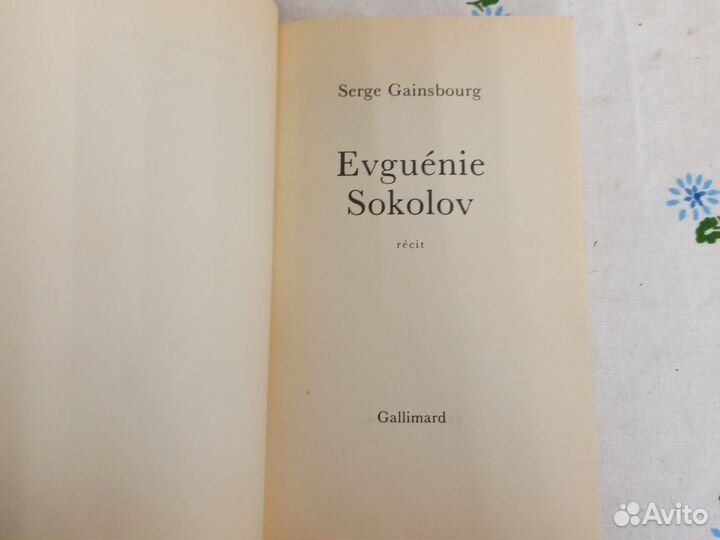 Serge Gainsbourg
Evguénie
Sokolov
récit
Gallimard
Avito